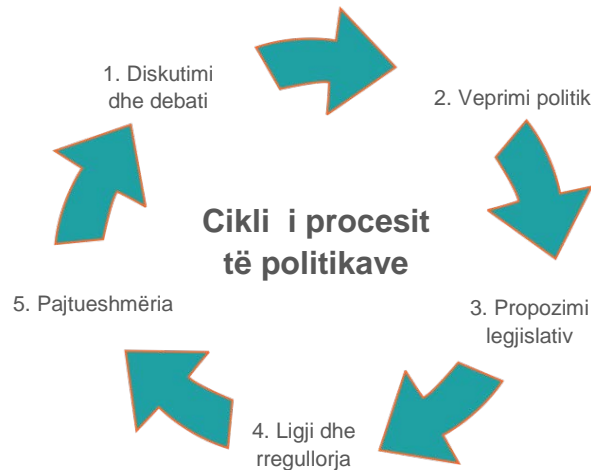 1. Diskutimi
dhe debati
2. Veprimi politik
Cikli i procesit
të politikave
3. Propozimi
legjislativ
4. Ligji dhe
rregullorja
5. Pajtueshmëria